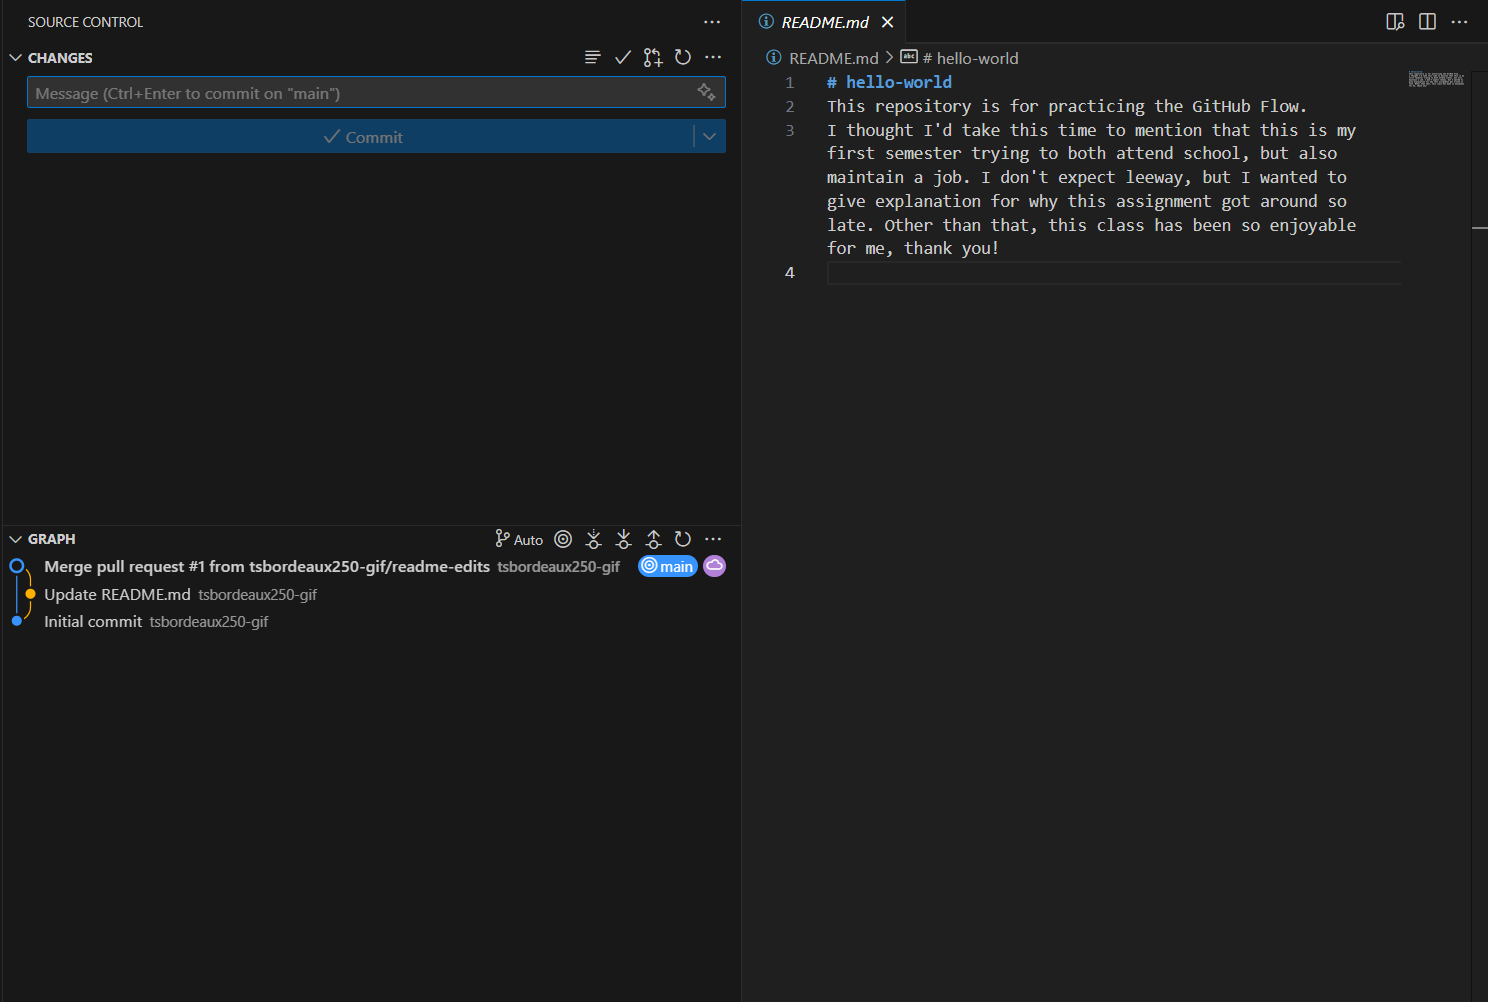 SOURCE CONTROL
CHANGES
Message (Ctrl+Enter to commit on "main")
Commit
GRAPH
Auto
Merge pull request #1 from tsbordeaux250-gif/readme-edits tsbordeaux250-gif main
Update README.md tsbordeaux250-gif
Initial commit tsbordeaux250-gif
README.md
README.md > # hello-world
1 # hello-world
2 This repository is for practicing the GitHub Flow.
3 I thought I'd take this time to mention that this is my
first semester trying to both attend school, but also
maintain a job. I don't expect leeway, but I wanted to
give explanation for why this assignment got around so
late. Other than that, this class has been so enjoyable
for me, thank you!
4